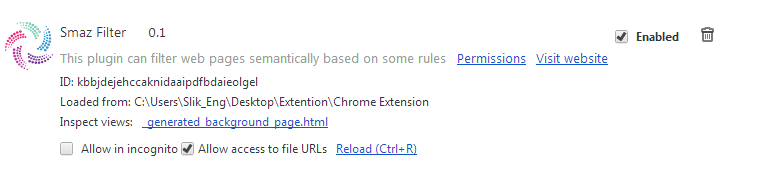 Smaz Filter 0.1 Enabled
This plugin can filter web pages semantically based on some rules Permissions Visit website
ID: kbbjdejehccaknidaaipdfbdaieolgel
Loaded from: C:\Users\Slik_Eng\Desktop\Extention\Chrome Extension
Inspect views: _generated_background_page.html
Allow in incognito Allow access to file URLs Reload (Ctrl+R)